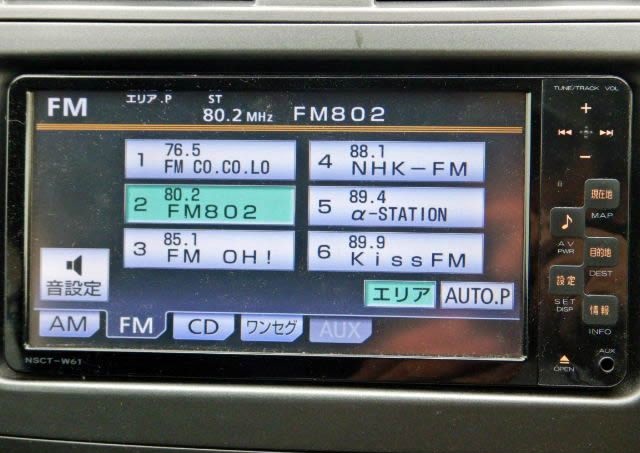 FM
エリア.P
ST
80.2 MHz
FM802
1 76.5 FM CO.CO.LO
4 88.1 NHK-FM
2 80.2 FM802
5 89.4 α-STATION
3 85.1 FM OH!
6 89.9 KissFM
音設定
エリア
AUTO.P
AM
FM
CD
ワンセグ
AUX
NSCT-W61
TUNE/TRACK VOL
+
−
現在地
MAP
♪
AV
PWR
目的地
DEST
設定
SET
DISP
情報
INFO
OPEN
AUX